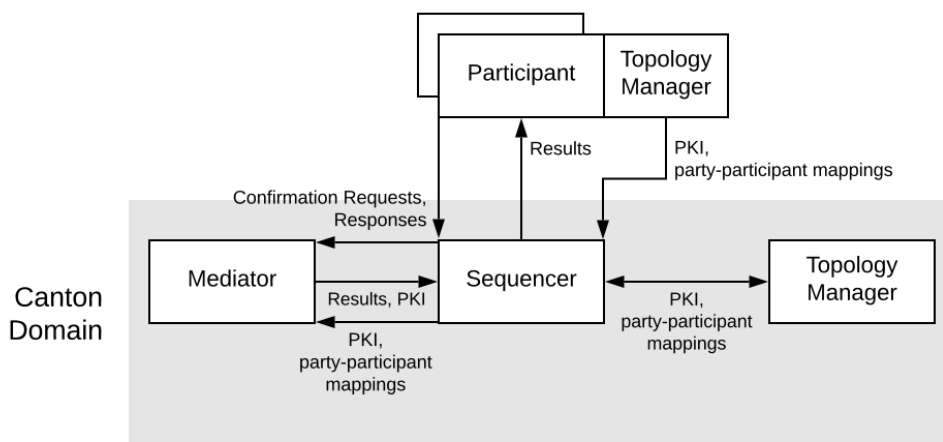 Participant
Topology
Manager
Results
PKI,
party-participant mappings
Confirmation Requests,
Responses
Mediator
Sequencer
Topology
Manager
Canton
Domain
Results, PKI
PKI,
party-participant
mappings
PKI,
party-participant
mappings